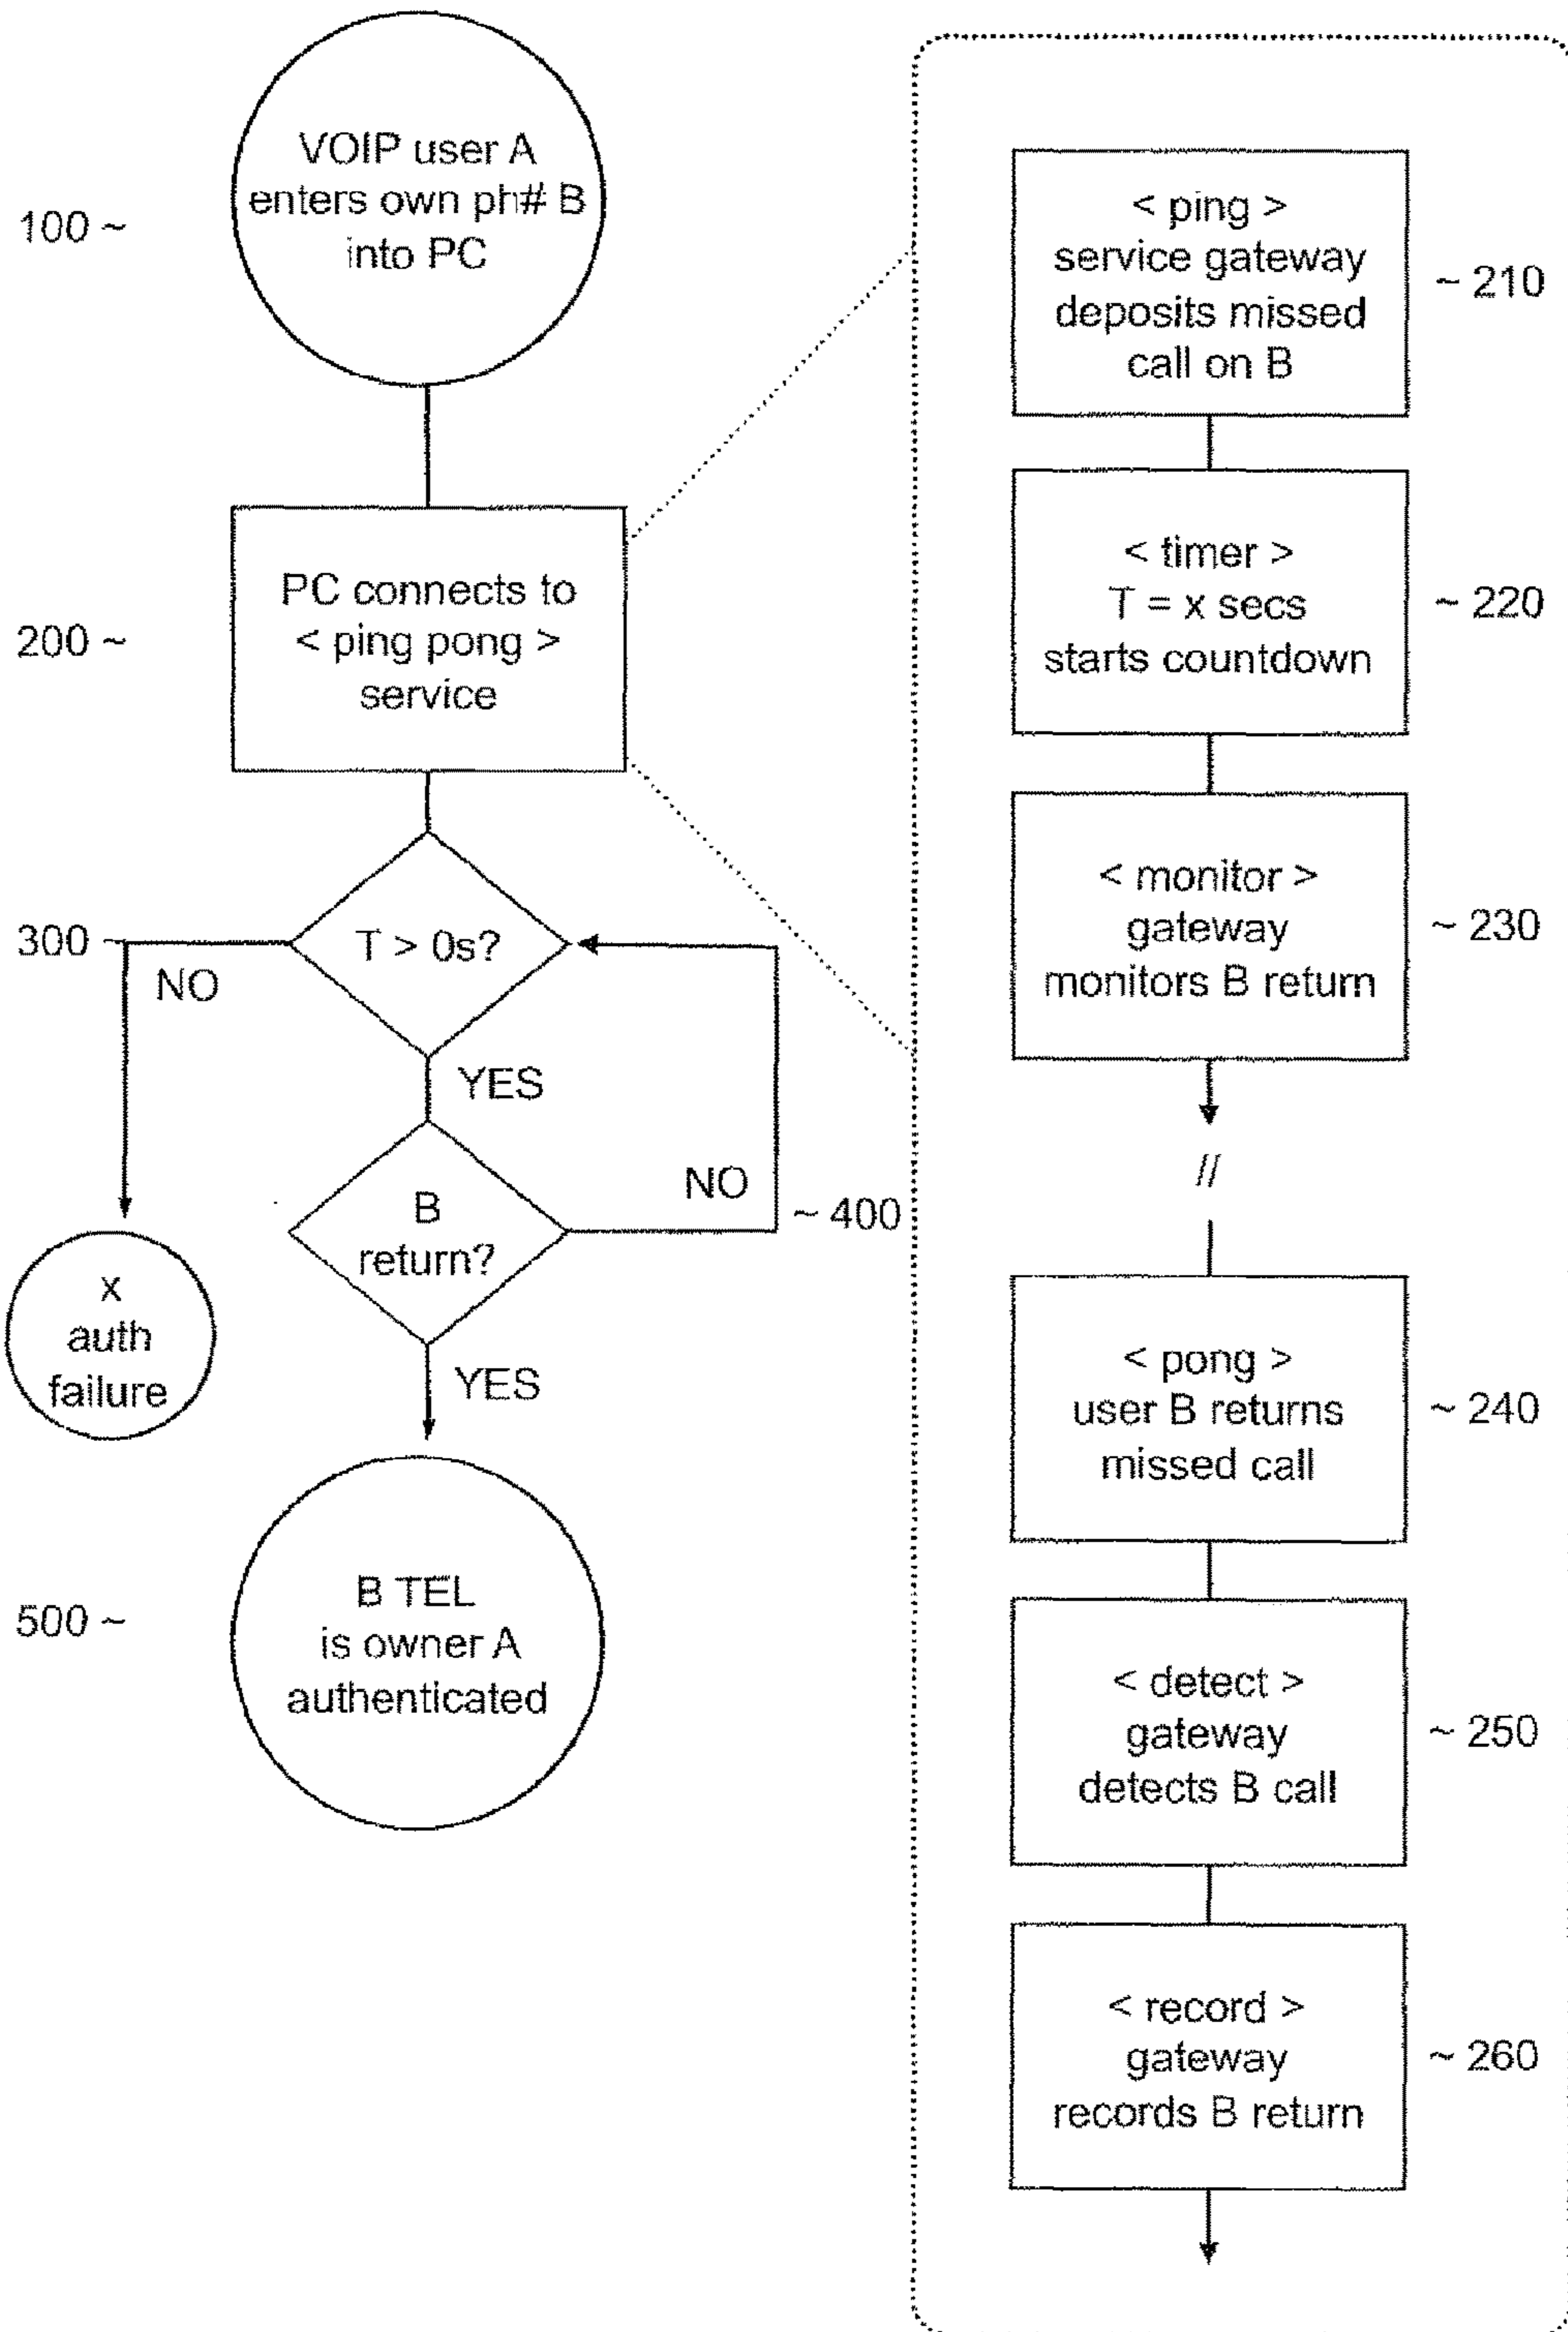 VOIP user A
enters own ph# B
into PC
100 ~
PC connects to
< ping pong >
service
200 ~
T > 0s?
300 ~
NO
YES
B
return?
NO
~ 400
YES
x
auth
failure
B TEL
is owner A
authenticated
500 ~
< ping >
service gateway
deposits missed
call on B
~ 210
< timer >
T = x secs
starts countdown
~ 220
< monitor >
gateway
monitors B return
~ 230
//
< pong >
user B returns
missed call
~ 240
< detect >
gateway
detects B call
~ 250
< record >
gateway
records B return
~ 260